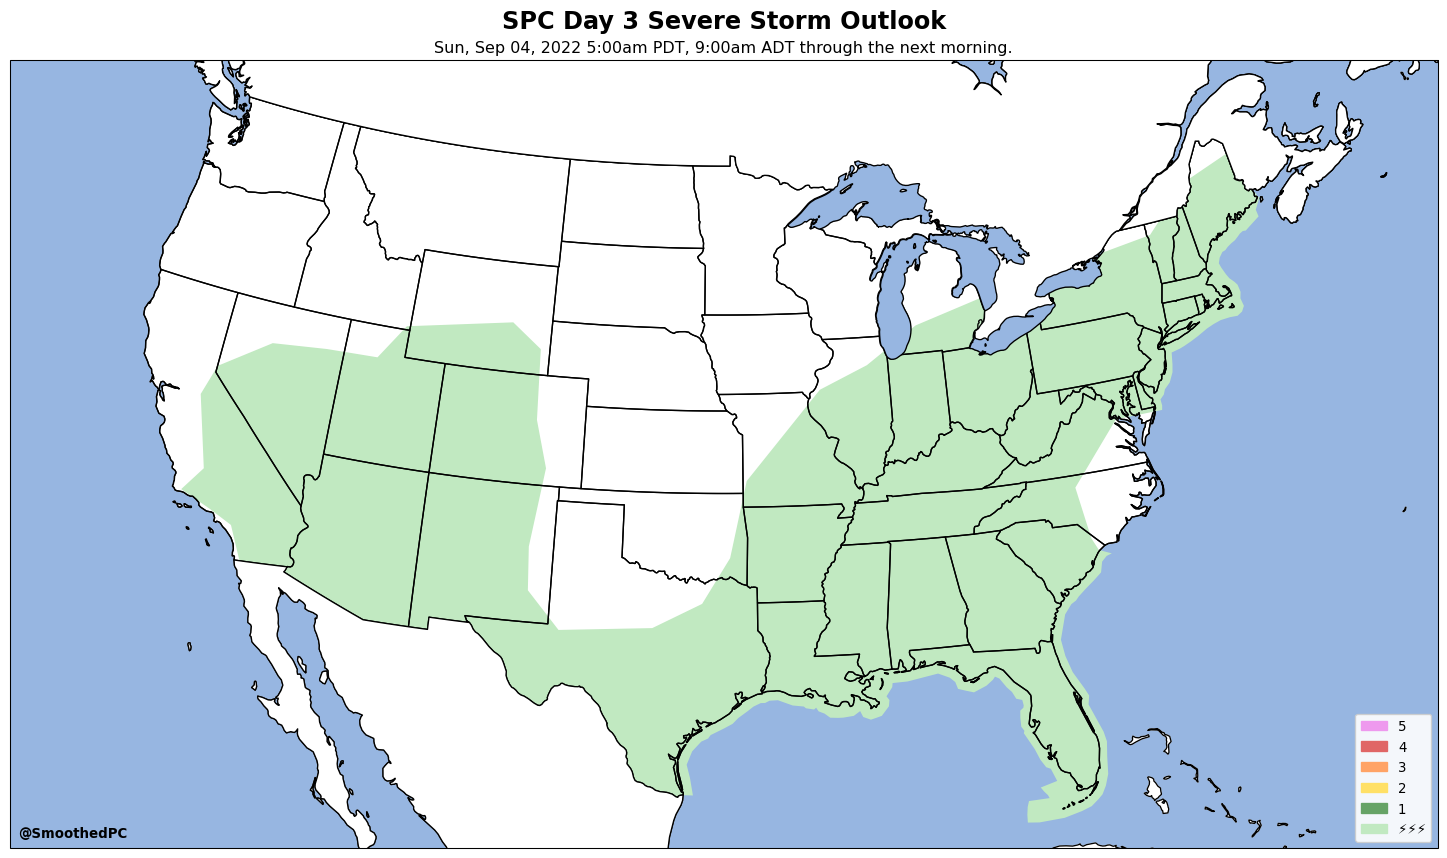 SPC Day 3 Severe Storm Outlook
Sun, Sep 04, 2022 5:00am PDT, 9:00am ADT through the next morning.
5
4
3
2
1
⚡⚡⚡
@SmoothedPC